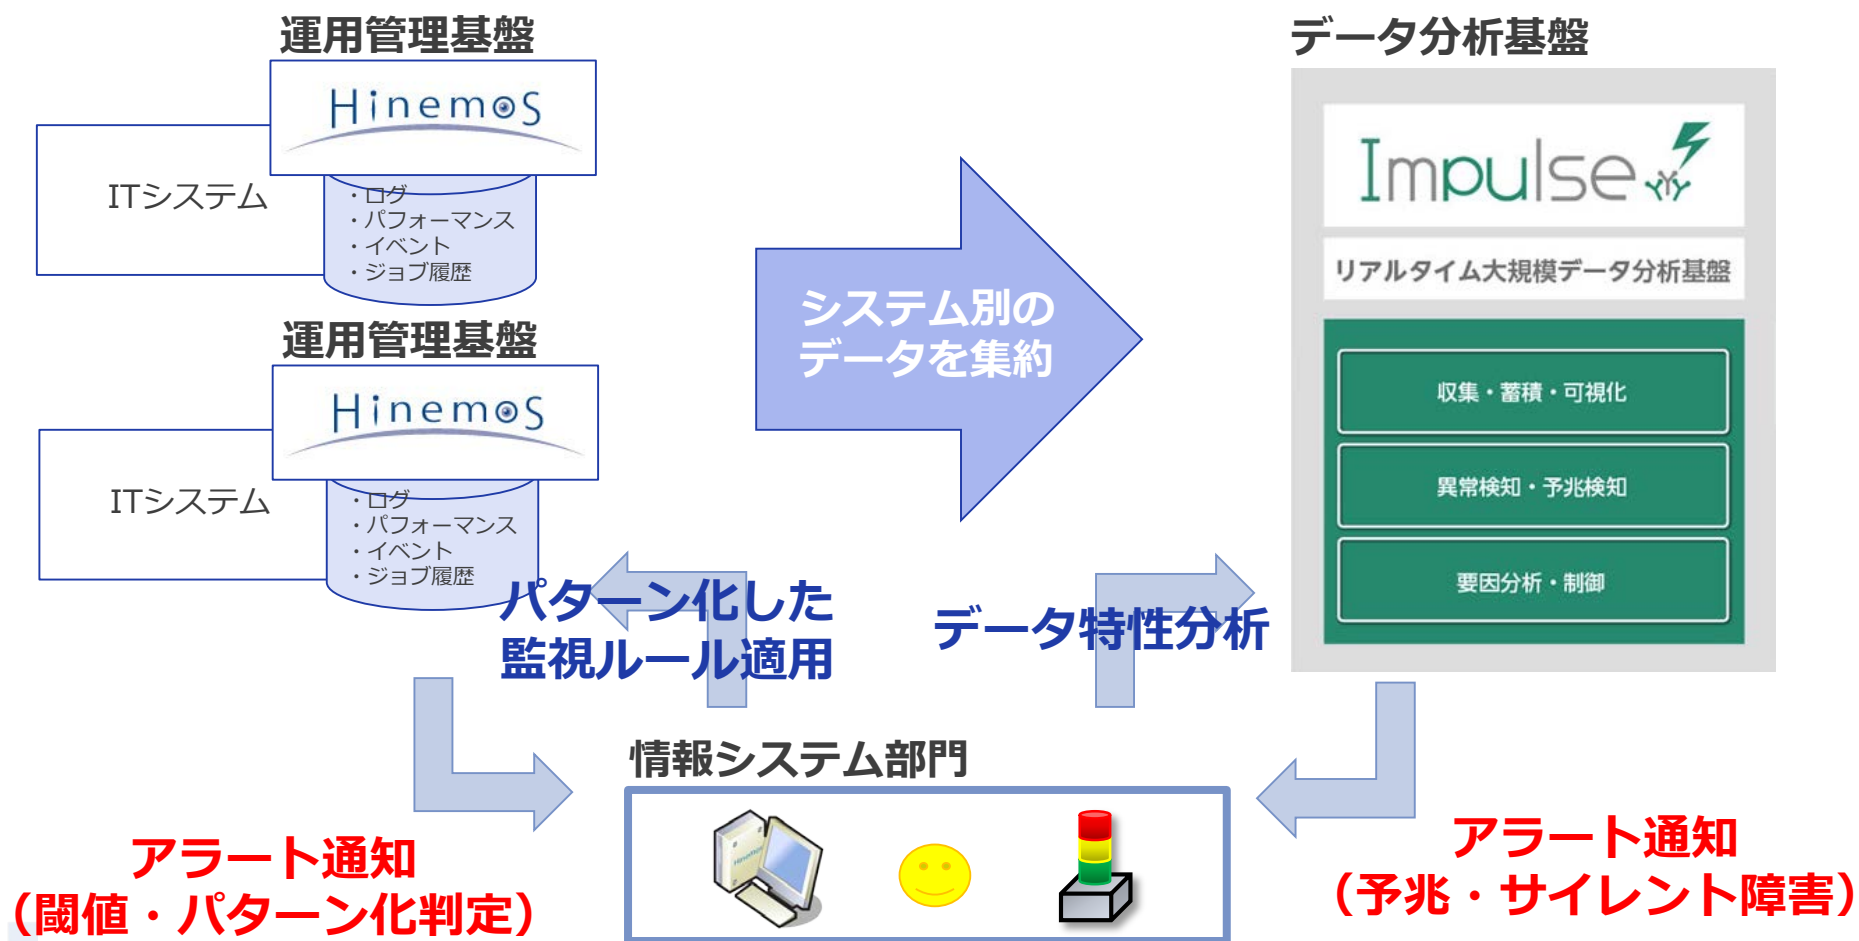 運用管理基盤
Hinemos
ITシステム
・ログ
・パフォーマンス
・イベント
・ジョブ履歴
運用管理基盤
Hinemos
ITシステム
・ログ
・パフォーマンス
・イベント
・ジョブ履歴
システム別の
データを集約
データ分析基盤
Impulse
リアルタイム大規模データ分析基盤
収集・蓄積・可視化
異常検知・予兆検知
要因分析・制御
パターン化した
監視ルール適用
データ特性分析
情報システム部門
アラート通知
（閾値・パターン化判定）
アラート通知
（予兆・サイレント障害）